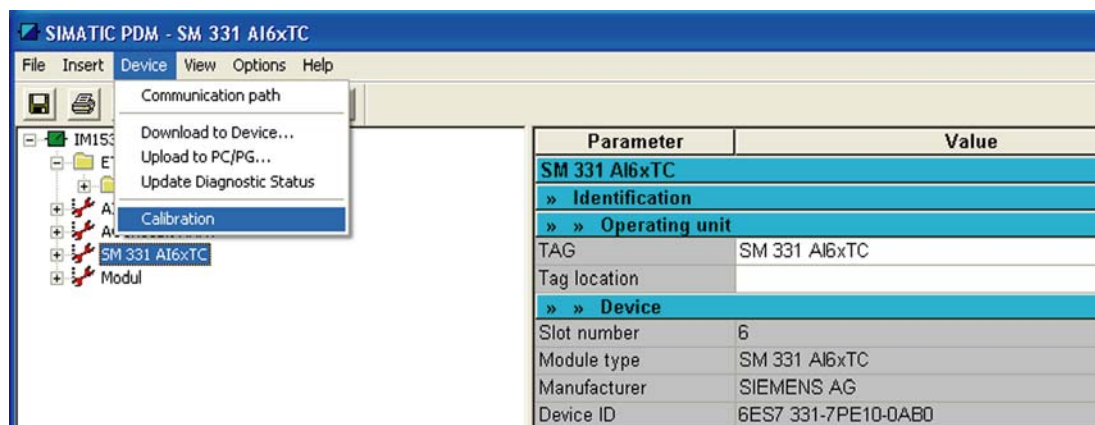 SIMATIC PDM - SM 331 AI6xTC
File Insert Device View Options Help
Communication path
Download to Device...
Upload to PC/PG...
Update Diagnostic Status
Calibration
IM153
SM 331 AI6xTC
Modul
Parameter Value
SM 331 AI6xTC
» Identification
» » Operating unit
TAG SM 331 AI6xTC
Tag location
» » Device
Slot number 6
Module type SM 331 AI6xTC
Manufacturer SIEMENS AG
Device ID 6ES7 331-7PE10-0AB0